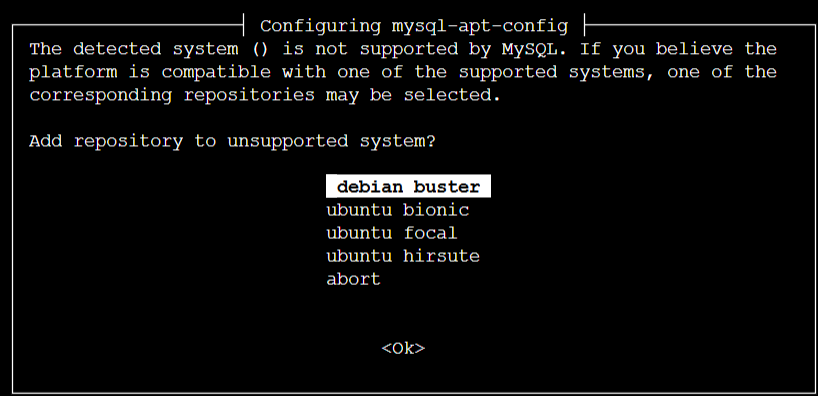 Configuring mysql-apt-config
The detected system () is not supported by MySQL. If you believe the
platform is compatible with one of the supported systems, one of the
corresponding repositories may be selected.
Add repository to unsupported system?
debian buster
ubuntu bionic
ubuntu focal
ubuntu hirsute
abort
<Ok>